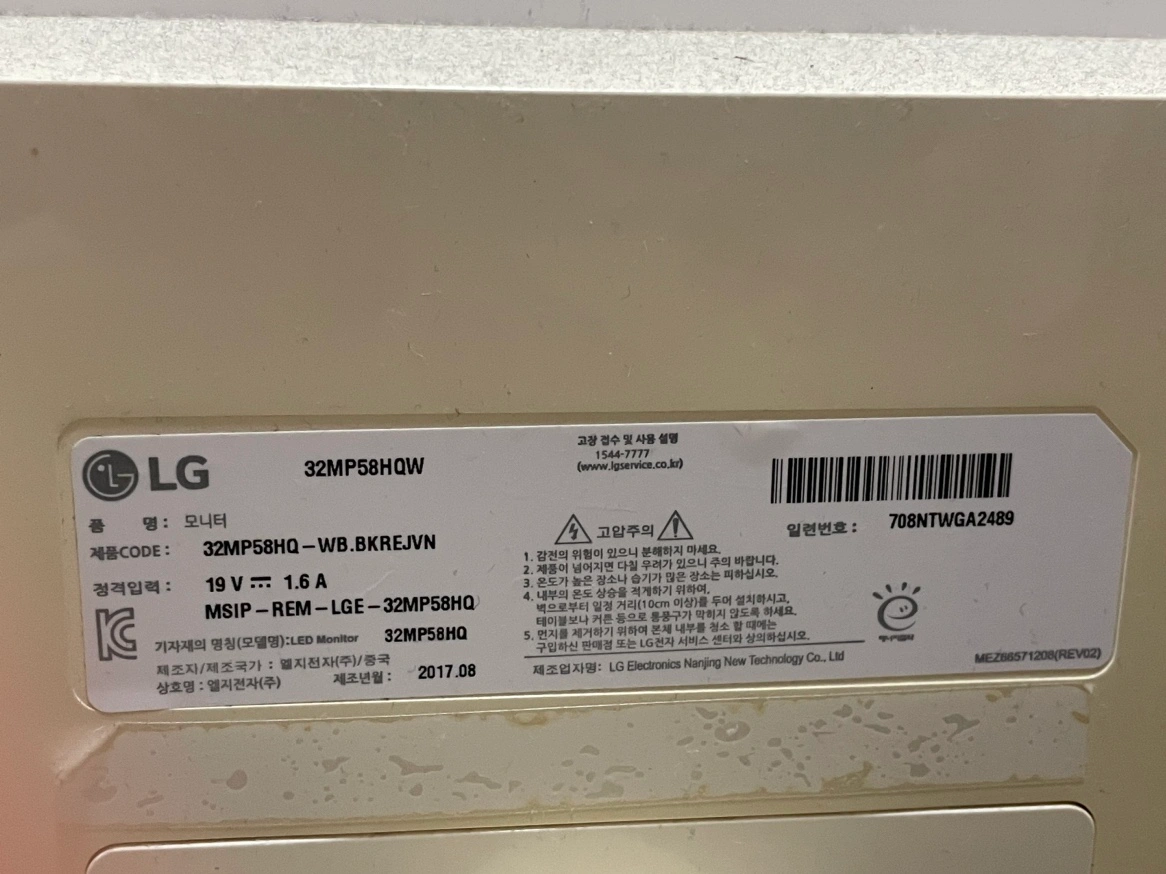 LG
32MP58HQW
고장 접수 및 사용 설명
1544-7777
(www.lgservice.co.kr)
품 명: 모니터
제품CODE: 32MP58HQ-WB.BKREJVN
정격입력: 19 V 1.6 A
MSIP-REM-LGE-32MP58HQ
기자재의 명칭(모델명):LED Monitor 32MP58HQ
제조자/제조국가 : 엘지전자(주)/중국
상호명 : 엘지전자(주) 제조년월 : 2017.08
고압주의
1. 감전의 위험이 있으니 분해하지 마세요.
2. 제품이 넘어지면 다칠 우려가 있으니 주의 바랍니다.
3. 온도가 높은 장소나 습기가 많은 장소는 피하십시오.
4. 내부의 온도 상승을 적게하기 위하여,
벽으로부터 일정 거리(10cm 이상)를 두어 설치하시고,
테이블보나 커튼 등으로 통풍구가 막히지 않도록 하세요.
5. 먼지를 제거하기 위하여 본체 내부를 청소 할 때에는
구입하신 판매점 또는 LG전자 서비스 센터와 상의하십시오.
제조업자명: LG Electronics Nanjing New Technology Co., Ltd
일련번호 : 708NTWGA2489
MEZ66571208(REV02)